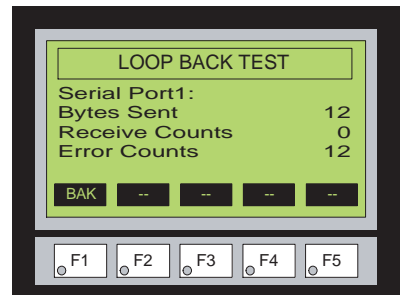 LOOP BACK TEST
Serial Port1:
Bytes Sent 12
Receive Counts 0
Error Counts 12
BAK -- -- -- --
F1 F2 F3 F4 F5